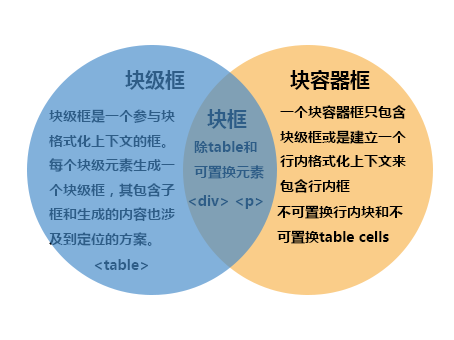 块级框
块级框是一个参与块
格式化上下文的框。
每个块级元素生成一
个块级框，其包含子
框和生成的内容也涉
及到定位的方案。
<table>
块框
除table和
可置换元素
<div> <p>
块容器框
一个块容器框只包含
块级框或是建立一个
行内格式化上下文来
包含行内框
不可置换行内块和不
可置换table cells